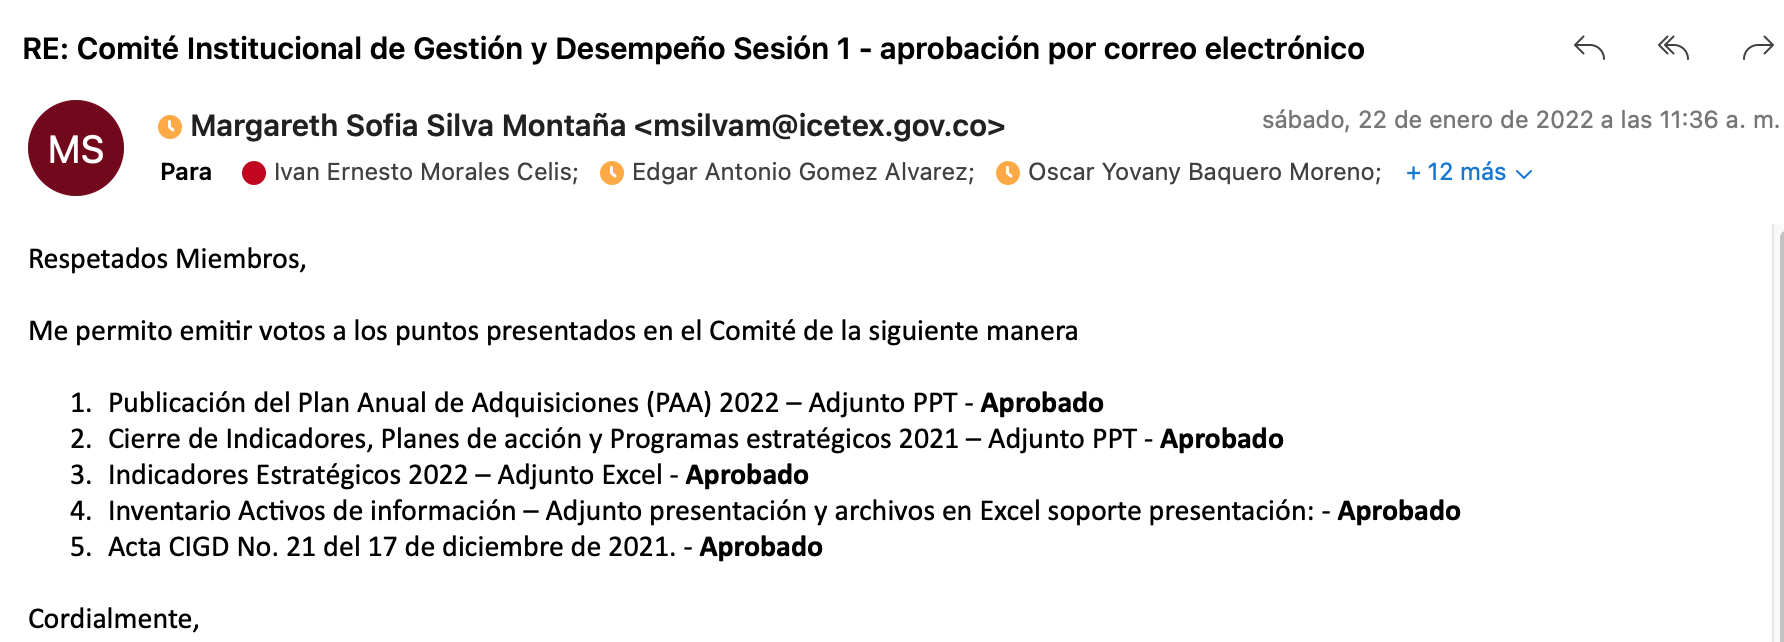 RE: Comité Institucional de Gestión y Desempeño Sesión 1 - aprobación por correo electrónico
MS
Margareth Sofia Silva Montaña <msilvam@icetex.gov.co>
sábado, 22 de enero de 2022 a las 11:36 a. m.
Para Ivan Ernesto Morales Celis; Edgar Antonio Gomez Alvarez; Oscar Yovany Baquero Moreno; + 12 más
Respetados Miembros,
Me permito emitir votos a los puntos presentados en el Comité de la siguiente manera
1. Publicación del Plan Anual de Adquisiciones (PAA) 2022 – Adjunto PPT - Aprobado
2. Cierre de Indicadores, Planes de acción y Programas estratégicos 2021 – Adjunto PPT - Aprobado
3. Indicadores Estratégicos 2022 – Adjunto Excel - Aprobado
4. Inventario Activos de información – Adjunto presentación y archivos en Excel soporte presentación: - Aprobado
5. Acta CIGD No. 21 del 17 de diciembre de 2021. - Aprobado
Cordialmente,